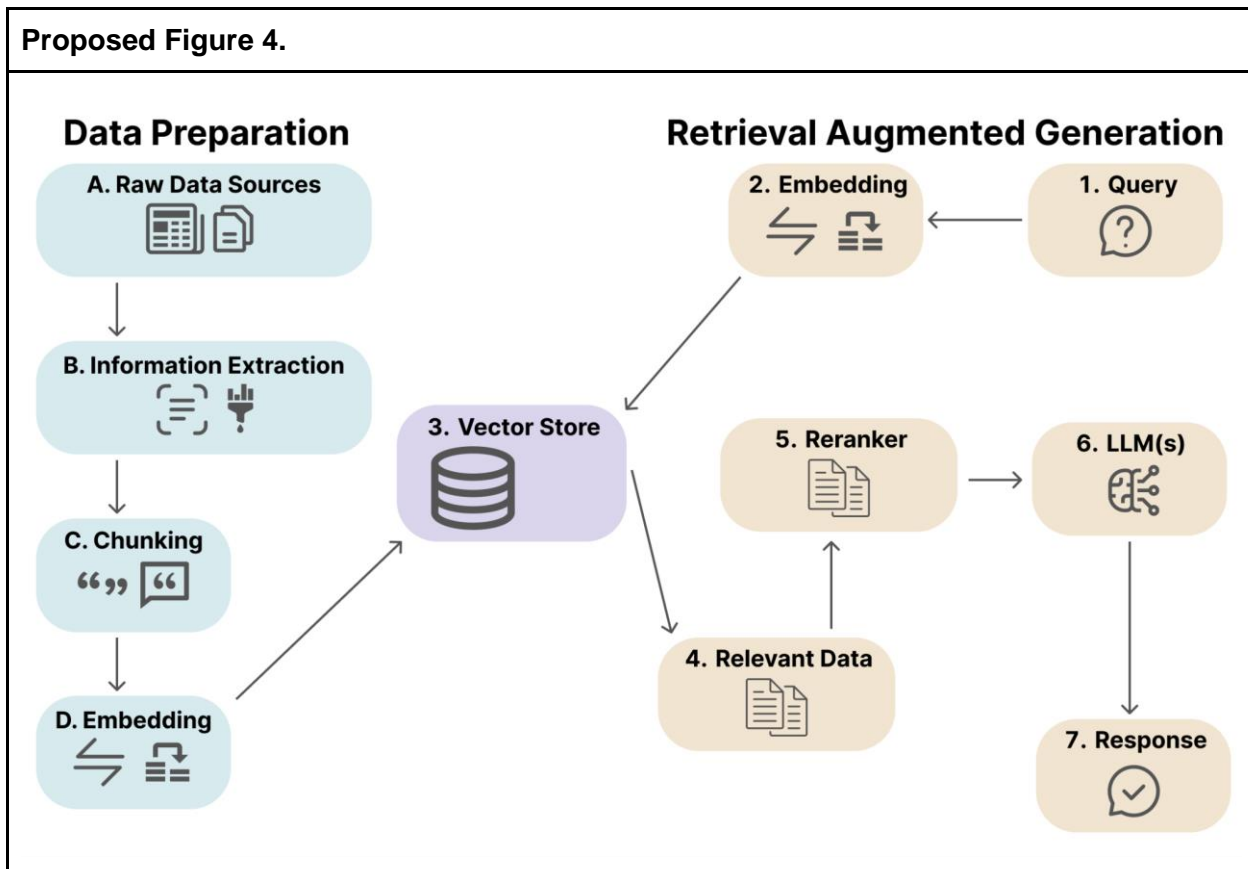 Proposed Figure 4.
Data Preparation
A. Raw Data Sources
B. Information Extraction
C. Chunking
D. Embedding
Retrieval Augmented Generation
1. Query
2. Embedding
3. Vector Store
4. Relevant Data
5. Reranker
6. LLM(s)
7. Response